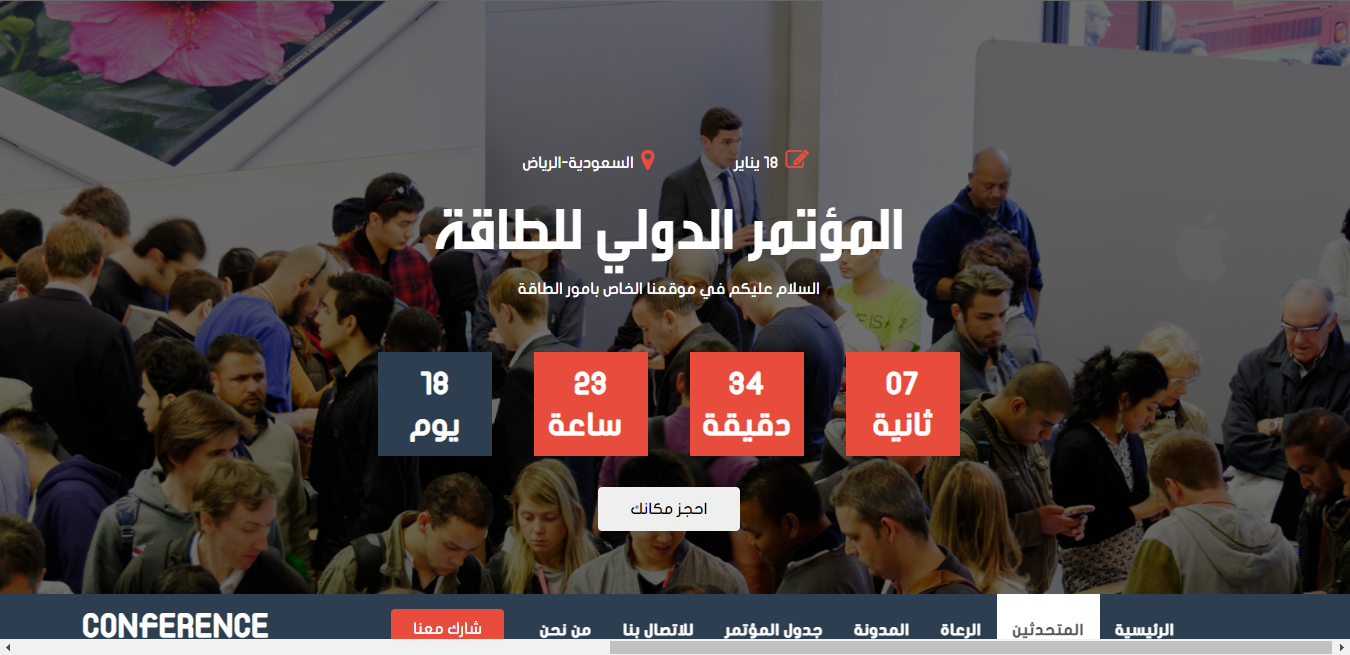 18 يناير السعودية-الرياض
المؤتمر الدولي للطاقة
السلام عليكم في موقعنا الخاص بامور الطاقة
07 34 23 18
ثانية دقيقة ساعة يوم
احجز مكانك
الرئيسية المتحدثين الرعاة المدونة جدول المؤتمر للاتصال بنا من نحن شارك معنا CONFERENCE